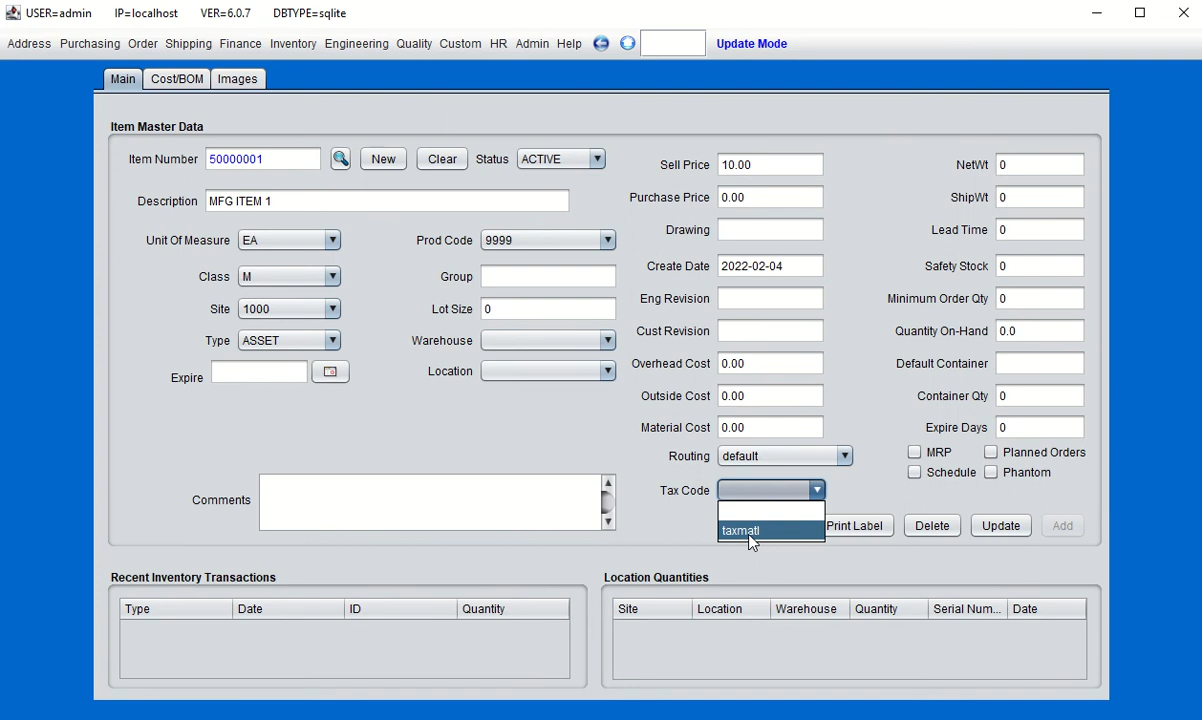 USER=admin IP=localhost VER=6.0.7 DBTYPE=sqlite
Address Purchasing Order Shipping Finance Inventory Engineering Quality Custom HR Admin Help Update Mode
Main Cost/BOM Images
Item Master Data
Item Number 50000001 New Clear Status ACTIVE
Description MFG ITEM 1
Unit Of Measure EA Prod Code 9999
Class M Group
Site 1000 Lot Size 0
Type ASSET Warehouse
Expire Location
Comments
Sell Price 10.00
Purchase Price 0.00
Drawing
Create Date 2022-02-04
Eng Revision
Cust Revision
Overhead Cost 0.00
Outside Cost 0.00
Material Cost 0.00
Routing default
Tax Code
taxmatl
NetWt 0
ShipWt 0
Lead Time 0
Safety Stock 0
Minimum Order Qty 0
Quantity On-Hand 0.0
Default Container
Container Qty 0
Expire Days 0
MRP Planned Orders
Schedule Phantom
Print Label Delete Update Add
Recent Inventory Transactions
Type Date ID Quantity
Location Quantities
Site Location Warehouse Quantity Serial Num... Date